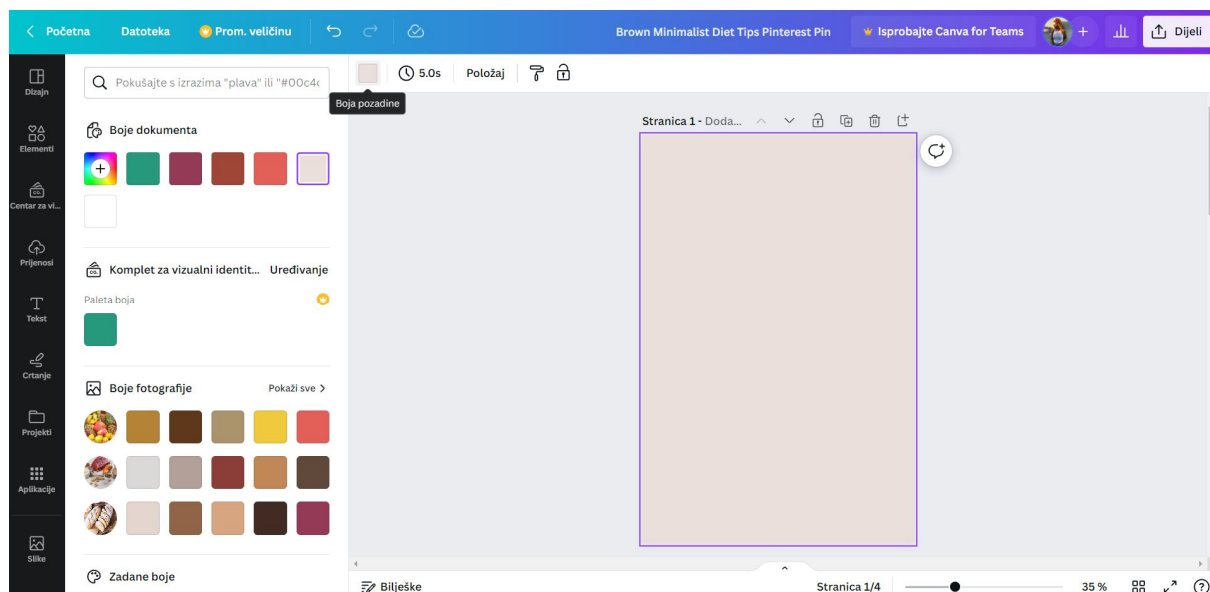 Početna Datoteka Prom. veličinu Brown Minimalist Diet Tips Pinterest Pin Isprobajte Canva for Teams + Dijeli
Dizajn
Elementi
Centar za vi...
Prijenosi
Tekst
Crtanje
Projekti
Aplikacije
Slike
Pokušajte s izrazima "plava" ili "#00c4c
5.0s Položaj
Boja pozadine
Boje dokumenta
Komplet za vizualni identit... Uređivanje
CO.
Paleta boja
Boje fotografije Pokaži sve >
Zadane boje
Stranica 1 - Doda...
Bilješke Stranica 1/4 35 %